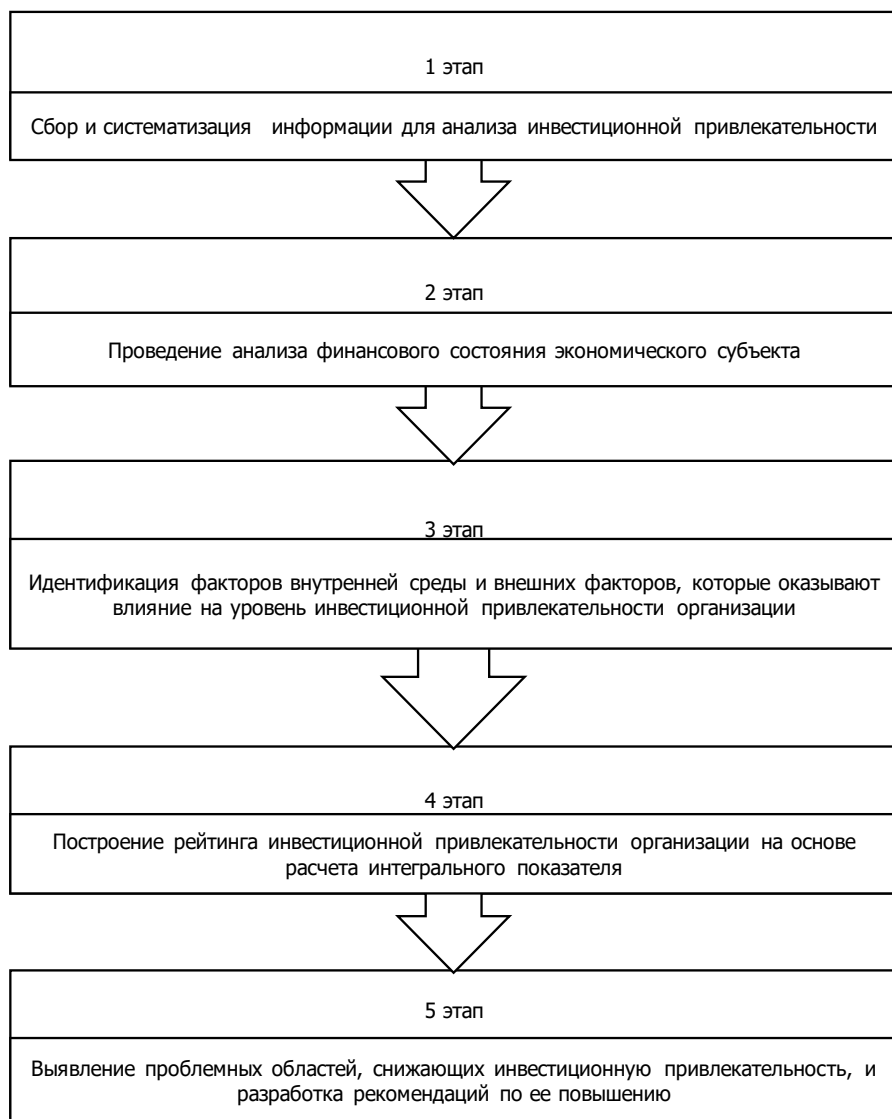 1 этап
Сбор и систематизация информации для анализа инвестиционной привлекательности
2 этап
Проведение анализа финансового состояния экономического субъекта
3 этап
Идентификация факторов внутренней среды и внешних факторов, которые оказывают
влияние на уровень инвестиционной привлекательности организации
4 этап
Построение рейтинга инвестиционной привлекательности организации на основе
расчета интегрального показателя
5 этап
Выявление проблемных областей, снижающих инвестиционную привлекательность, и
разработка рекомендаций по ее повышению